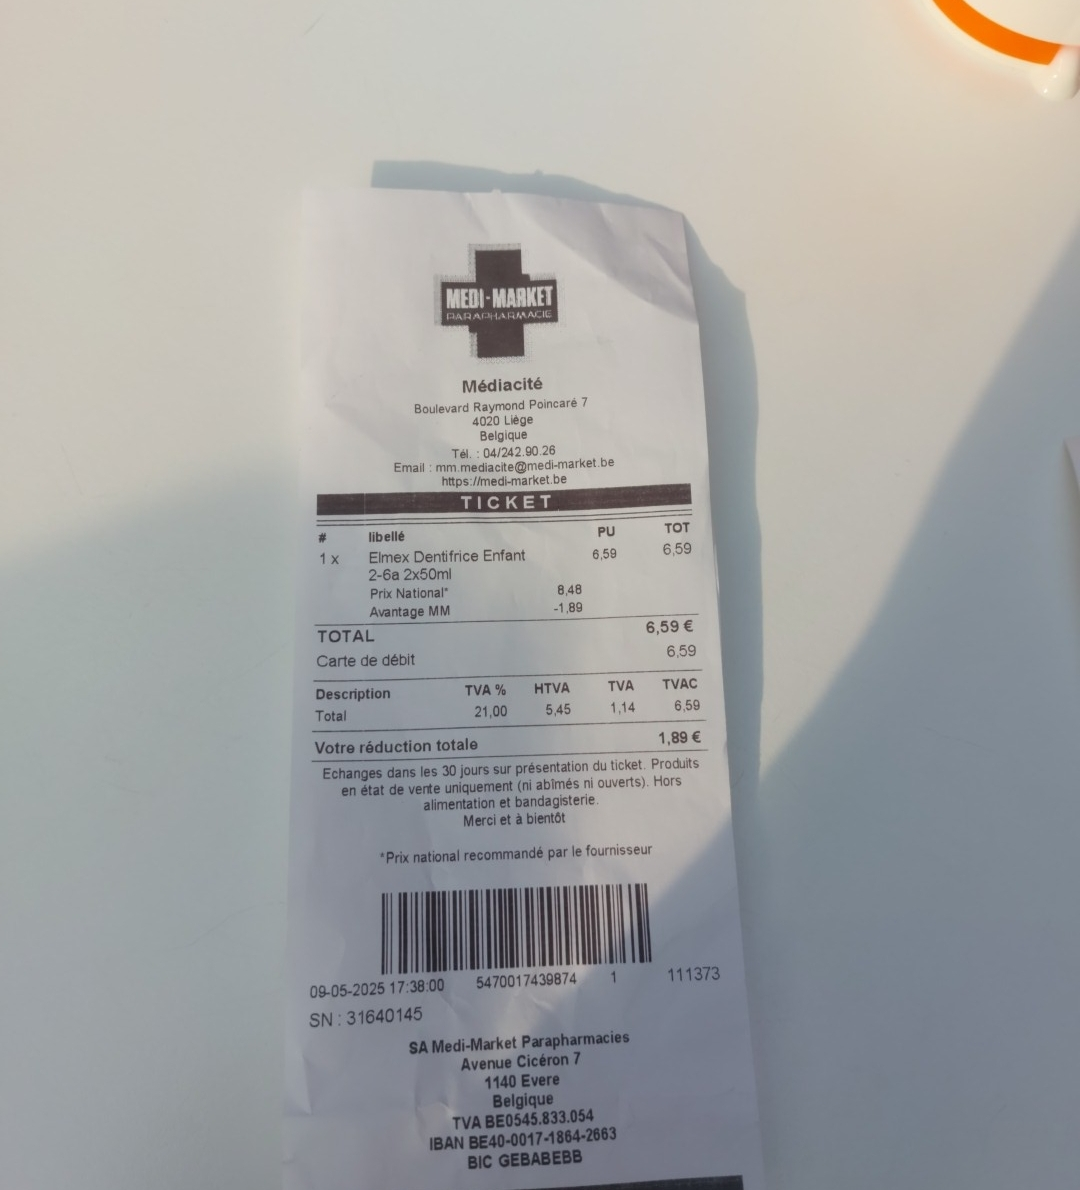 MEDI-MARKET
PARAPHARMACIE
Médiacité
Boulevard Raymond Poincaré 7
4020 Liège
Belgique
Tél. : 04/242.90.26
Email : mm.mediacite@medi-market.be
https://medi-market.be
TICKET
# libellé PU TOT
1 x Elmex Dentifrice Enfant 6,59 6,59
2-6a 2x50ml
Prix National* 8,48
Avantage MM -1,89
TOTAL 6,59 €
Carte de débit 6,59
Description TVA % HTVA TVA TVAC
Total 21,00 5,45 1,14 6,59
Votre réduction totale 1,89 €
Echanges dans les 30 jours sur présentation du ticket. Produits
en état de vente uniquement (ni abîmés ni ouverts). Hors
alimentation et bandagisterie.
Merci et à bientôt
*Prix national recommandé par le fournisseur
09-05-2025 17:38:00 5470017439874 1 111373
SN : 31640145
SA Medi-Market Parapharmacies
Avenue Cicéron 7
1140 Evere
Belgique
TVA BE0545.833.054
IBAN BE40-0017-1864-2663
BIC GEBABEBB